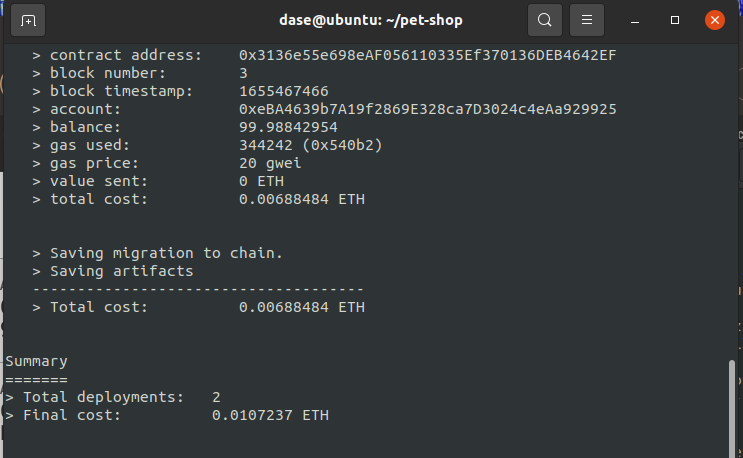 dase@ubuntu: ~/pet-shop
> contract address:    0x3136e55e698eAF056110335Ef370136DEB4642EF
> block number:        3
> block timestamp:     1655467466
> account:             0xeBA4639b7A19f2869E328ca7D3024c4eAa929925
> balance:             99.98842954
> gas used:            344242 (0x540b2)
> gas price:           20 gwei
> value sent:          0 ETH
> total cost:          0.00688484 ETH
> Saving migration to chain.
> Saving artifacts
-------------------------------------
> Total cost:          0.00688484 ETH
Summary
=======
> Total deployments:   2
> Final cost:          0.0107237 ETH